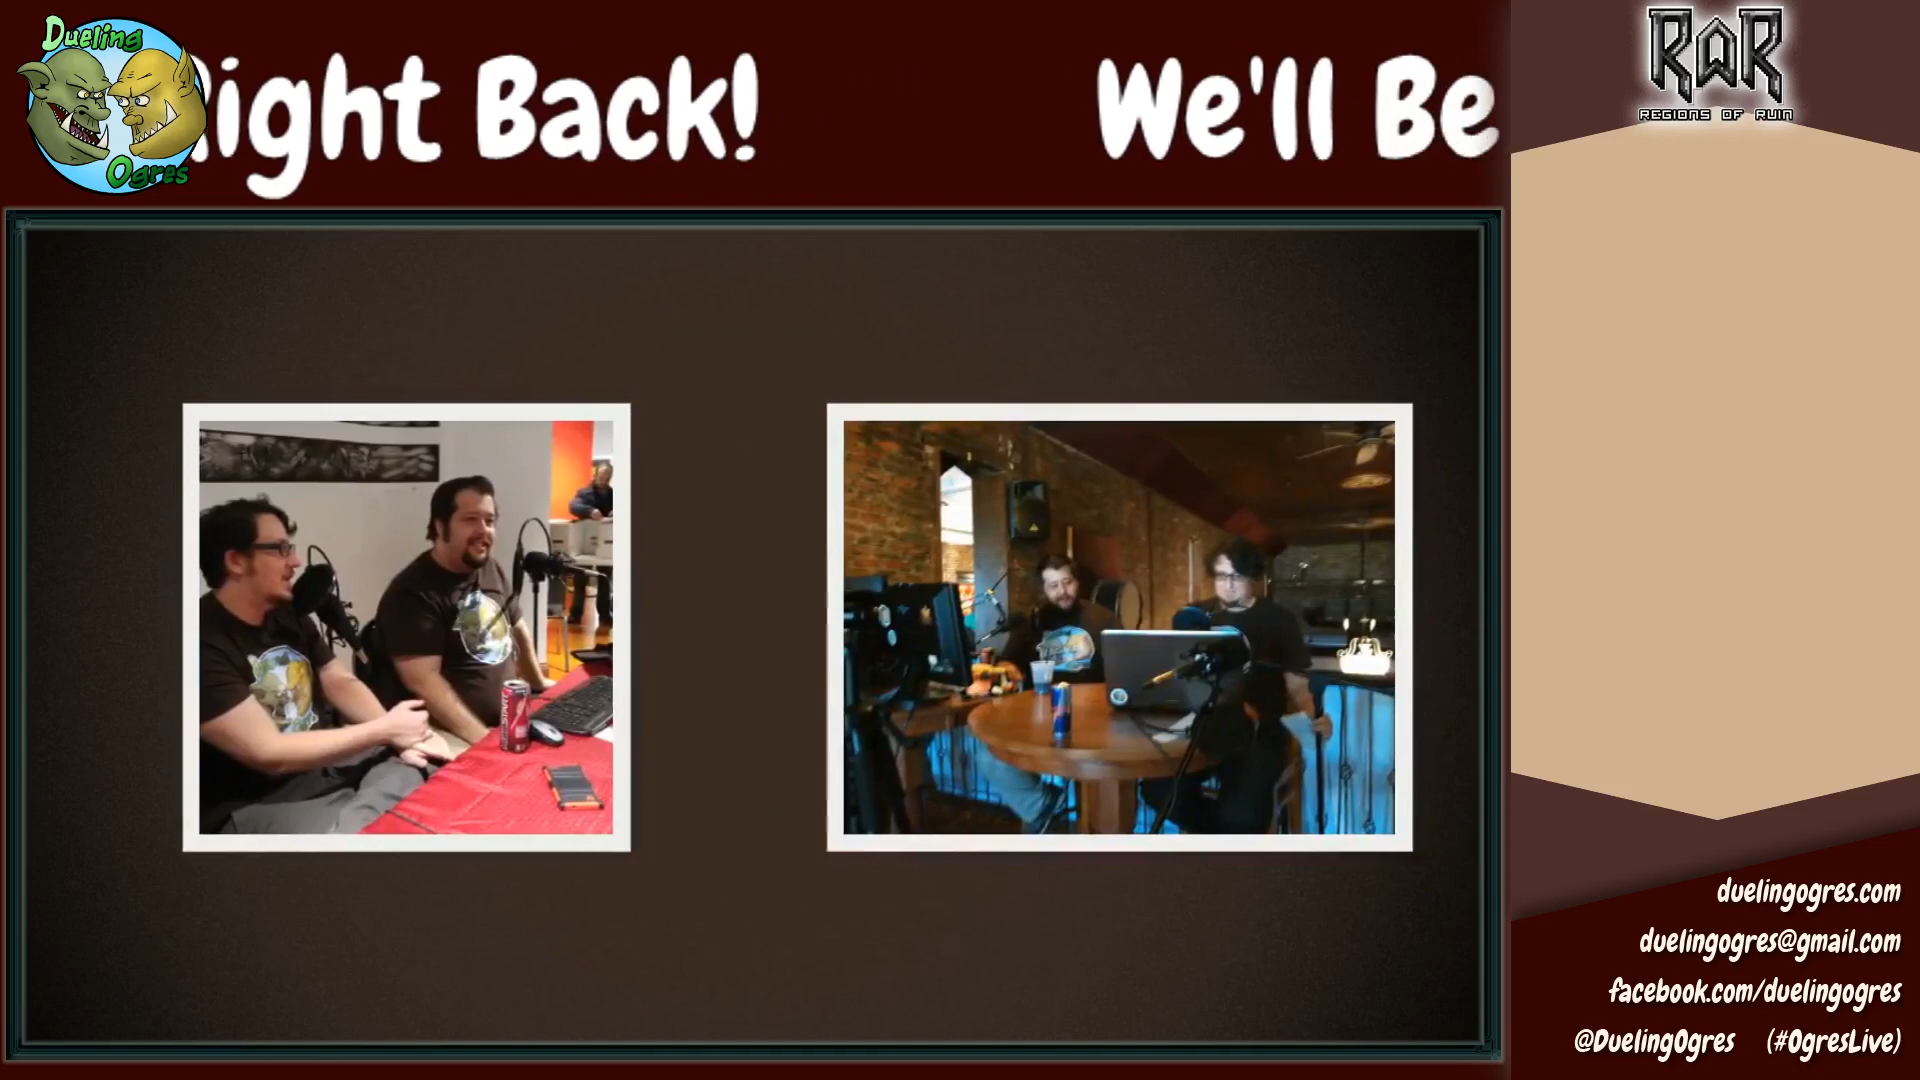 Dueling
Ogres
Right Back!
We'll Be
RoR
REGIONS OF RUIN
duelingogres.com
duelingogres@gmail.com
facebook.com/duelingogres
@DuelingOgres (#OgresLive)